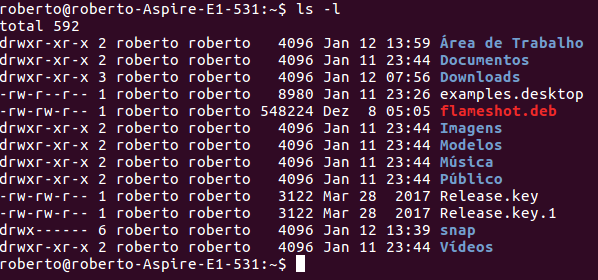 roberto@roberto-Aspire-E1-531:~$ ls -l
total 592
drwxr-xr-x 2 roberto roberto   4096 Jan 12 13:59 Área de Trabalho
drwxr-xr-x 2 roberto roberto   4096 Jan 11 23:44 Documentos
drwxr-xr-x 3 roberto roberto   4096 Jan 12 07:56 Downloads
-rw-r--r-- 1 roberto roberto   8980 Jan 11 23:26 examples.desktop
-rw-rw-r-- 1 roberto roberto 548224 Dez  8 05:05 flameshot.deb
drwxr-xr-x 2 roberto roberto   4096 Jan 11 23:44 Imagens
drwxr-xr-x 2 roberto roberto   4096 Jan 11 23:44 Modelos
drwxr-xr-x 2 roberto roberto   4096 Jan 11 23:44 Música
drwxr-xr-x 2 roberto roberto   4096 Jan 11 23:44 Público
-rw-rw-r-- 1 roberto roberto   3122 Mar 28  2017 Release.key
-rw-rw-r-- 1 roberto roberto   3122 Mar 28  2017 Release.key.1
drwx------ 6 roberto roberto   4096 Jan 12 13:39 snap
drwxr-xr-x 2 roberto roberto   4096 Jan 11 23:44 Vídeos
roberto@roberto-Aspire-E1-531:~$